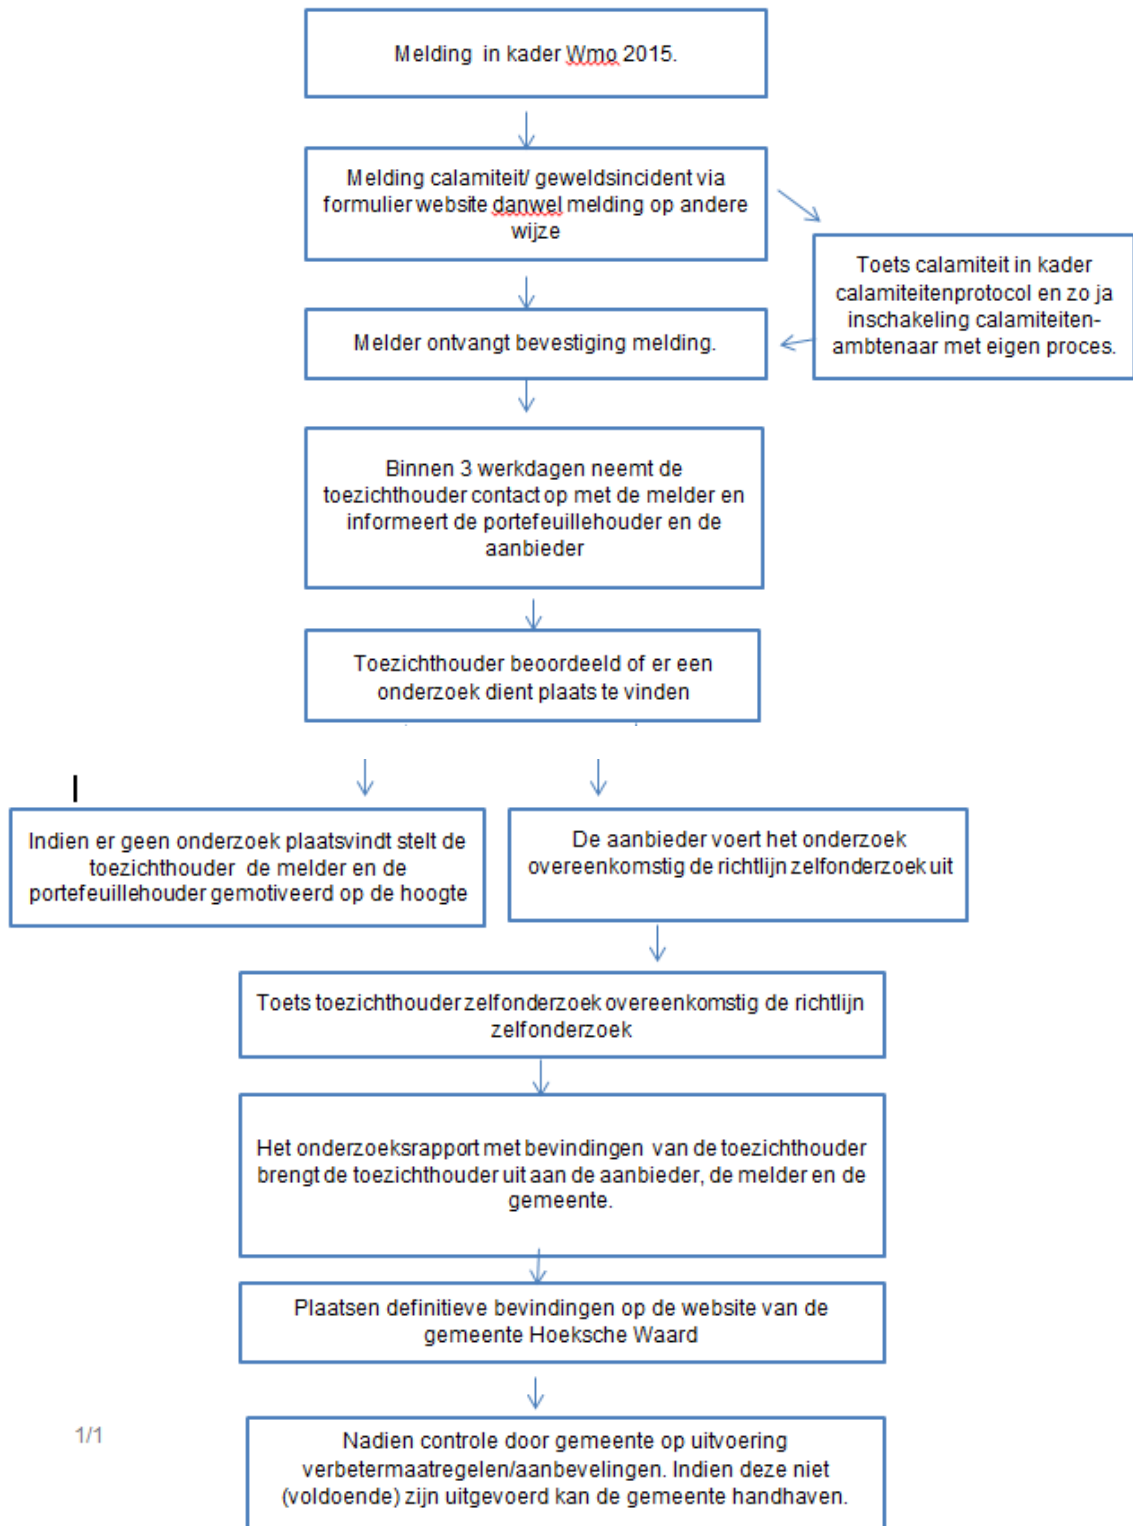 Melding in kader Wmo 2015.
Melding calamiteit/ geweldsincident via
formulier website danwel melding op andere
wijze
Toets calamiteit in kader
calamiteitenprotocol en zo ja
inschakeling calamiteiten-
ambtenaar met eigen proces.
Melder ontvangt bevestiging melding.
Binnen 3 werkdagen neemt de
toezichthouder contact op met de melder en
informeert de portefeuillehouder en de
aanbieder
Toezichthouder beoordeeld of er een
onderzoek dient plaats te vinden
Indien er geen onderzoek plaatsvindt stelt de
toezichthouder de melder en de
portefeuillehouder gemotiveerd op de hoogte
De aanbieder voert het onderzoek
overeenkomstig de richtlijn zelfonderzoek uit
Toets toezichthouder zelfonderzoek overeenkomstig de richtlijn
zelfonderzoek
Het onderzoeksrapport met bevindingen van de toezichthouder
brengt de toezichthouder uit aan de aanbieder, de melder en de
gemeente.
Plaatsen definitieve bevindingen op de website van de
gemeente Hoeksche Waard
1/1
Nadien controle door gemeente op uitvoering
verbetermaatregelen/aanbevelingen. Indien deze niet
(voldoende) zijn uitgevoerd kan de gemeente handhaven.